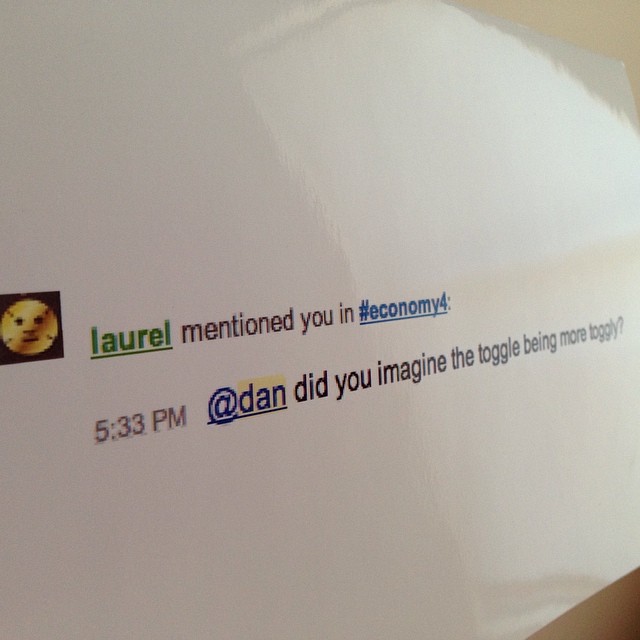 laurel mentioned you in #economy4:
5:33 PM @dan did you imagine the toggle being more toggly?